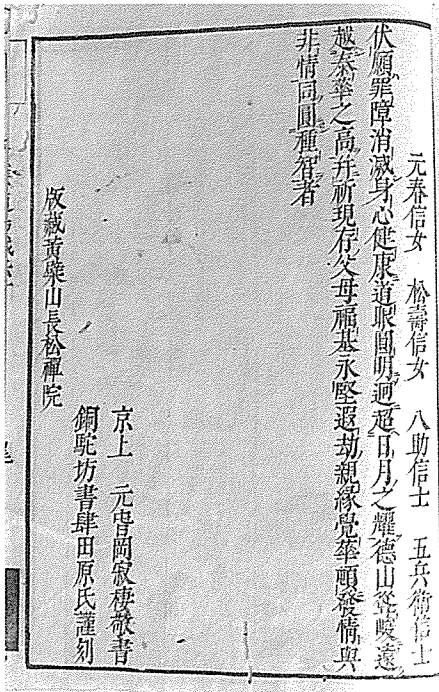 元春信女 松壽信女 八助信士 五兵衛信士
伏願罪障消滅身心健康道眼圓明迥超日月之耀德山聳峻遠
越泰華之高幷祈現存父母福基永堅遐劫親緣覺華頓發情與
非情同圓種智者
京上 元峕岡寂棲敬書
銅駝坊書肆田原氏謹刻
版藏黃檗山長松禪院